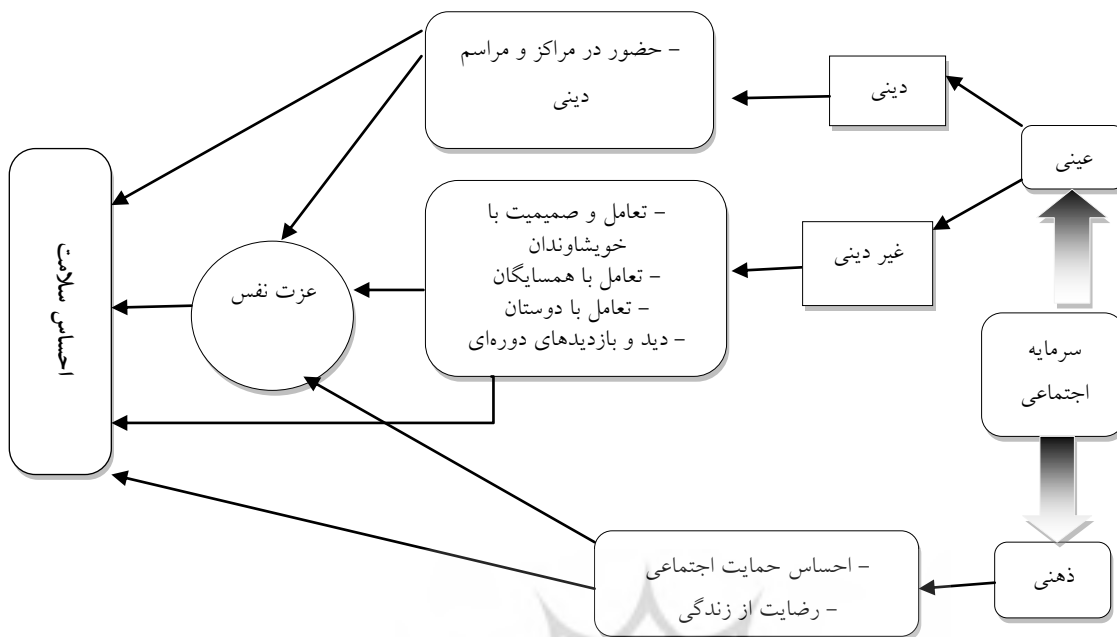 - حضور در مراکز و مراسم
دینی
دینی
عینی
- تعامل و صمیمیت با
خویشاوندان
- تعامل با همسایگان
- تعامل با دوستان
- دید و بازدیدهای دوره‌ای
غیر دینی
عزت نفس
احساس سلامت
سرمایه
اجتماعی
- احساس حمایت اجتماعی
- رضایت از زندگی
ذهنی